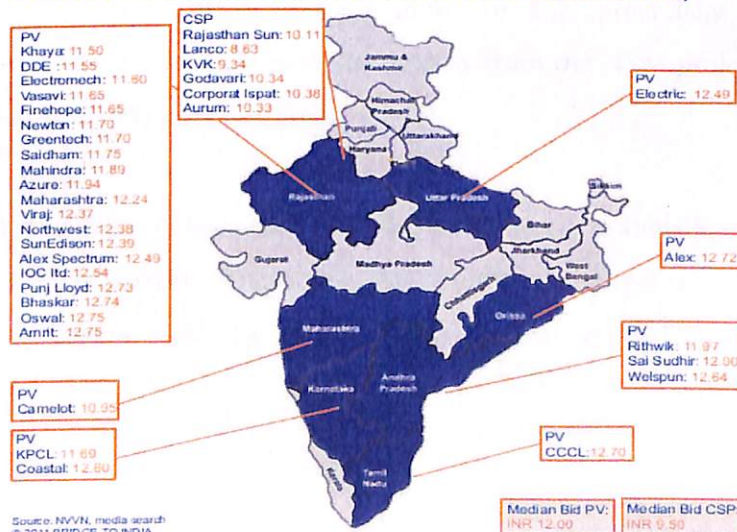 PV
Khaya: 11.50
DDE: 11.55
Electromech: 11.60
Vasavi: 11.65
Finehope: 11.65
Newton: 11.70
Greentech: 11.70
Saidham: 11.75
Mahindra: 11.89
Azure: 11.94
Maharashtra: 12.24
Viraj: 12.37
Northwest: 12.38
SunEdison: 12.39
Alex Spectrum: 12.49
IOC ltd: 12.54
Punj Lloyd: 12.73
Bhaskar: 12.74
Oswal: 12.75
Amrit: 12.75
CSP
Rajasthan Sun: 10.11
Lanco: 8.63
KVK: 9.34
Godavari: 10.34
Corporat Ispat: 10.38
Aurum: 10.33
Jammu &
Kashmir
Himachal
Pradesh
Punjab
Uttarakhand
Haryana
Rajasthan
Uttar Pradesh
Bihar
Sikkim
Gujarat
Madhya Pradesh
Jharkhand
West
Bengal
Chhattisgarh
Orissa
Maharashtra
Andhra
Pradesh
Karnataka
Kerala
Tamil
Nadu
PV
Electric: 12.49
PV
Alex: 12.72
PV
Rithwik: 11.97
Sai Sudhir: 12.00
Welspun: 12.64
PV
Camelot: 10.95
PV
KPCL: 11.69
Coastal: 12.80
PV
CCCL: 12.70
Source: NVVN, media search
© 2011 BRIDGE TO INDIA
Median Bid PV:
INR 12.00
Median Bid CSP:
INR 9.50